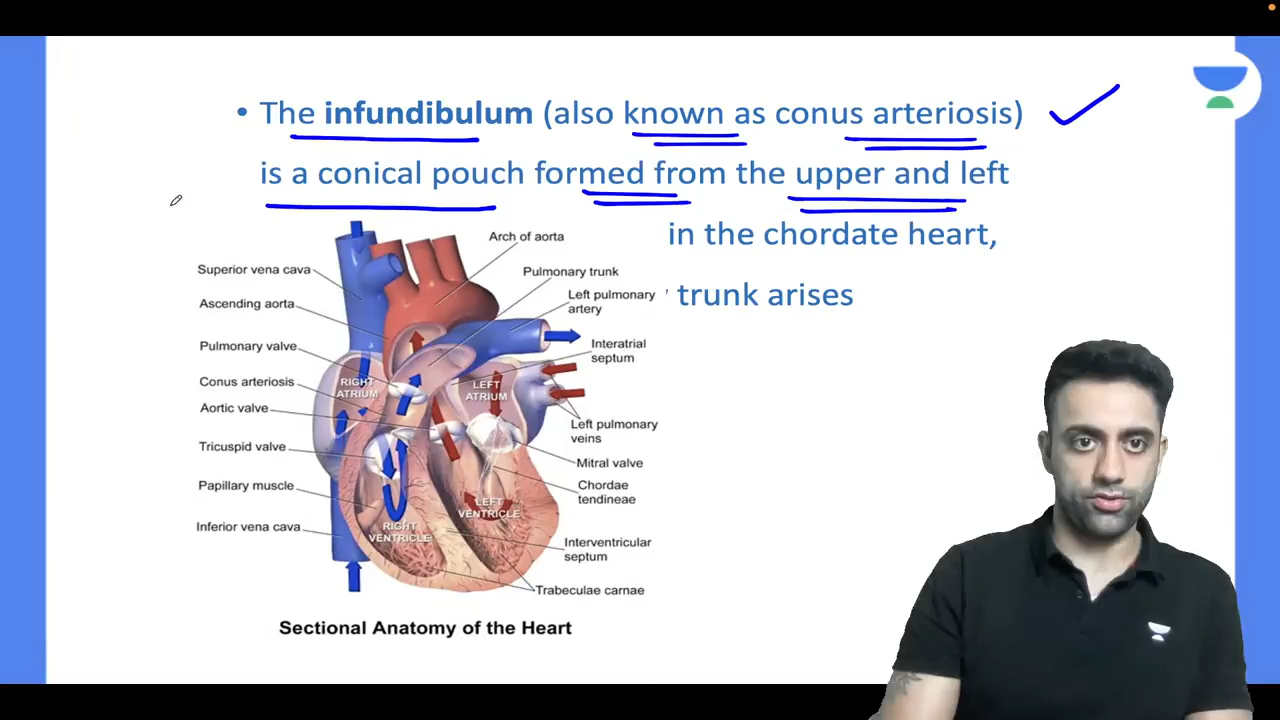 • The infundibulum (also known as conus arteriosis)
is a conical pouch formed from the upper and left
in the chordate heart,
trunk arises
Arch of aorta
Superior vena cava
Pulmonary trunk
Ascending aorta
Left pulmonary
artery
Pulmonary valve
Interatrial
septum
Conus arteriosis
RIGHT
ATRIUM
LEFT
ATRIUM
Aortic valve
Left pulmonary
veins
Tricuspid valve
Mitral valve
Papillary muscle
Chordae
tendineae
LEFT
VENTRICLE
Inferior vena cava
RIGHT
VENTRICLE
Interventricular
septum
Trabeculae carnae
Sectional Anatomy of the Heart